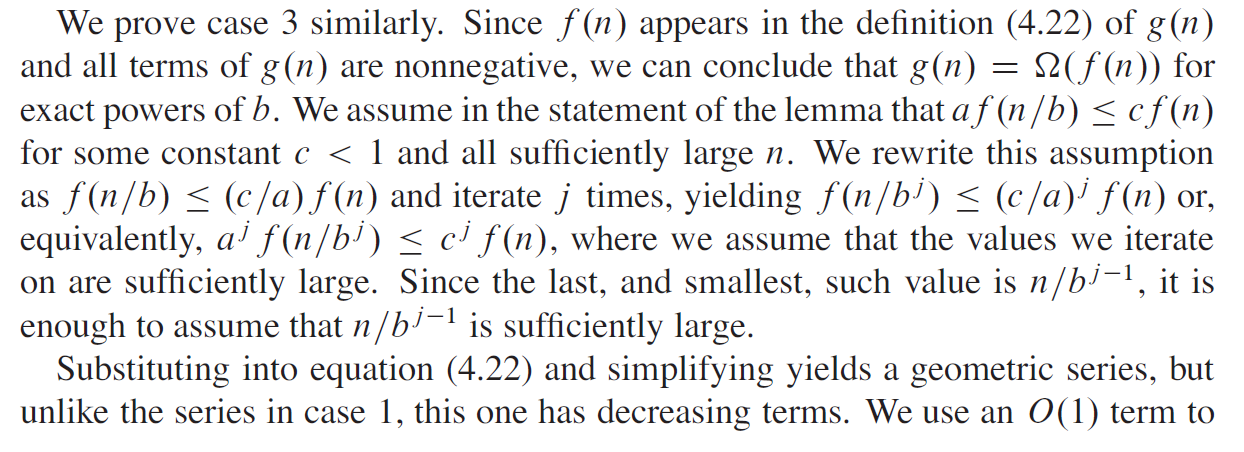 We prove case 3 similarly. Since f(n) appears in the definition (4.22) of g(n)
and all terms of g(n) are nonnegative, we can conclude that g(n) = Ω(f(n)) for
exact powers of b. We assume in the statement of the lemma that af(n/b) ≤ cf(n)
for some constant c < 1 and all sufficiently large n. We rewrite this assumption
as f(n/b) ≤ (c/a)f(n) and iterate j times, yielding f(n/bʲ) ≤ (c/a)ʲ f(n) or,
equivalently, aʲ f(n/bʲ) ≤ cʲ f(n), where we assume that the values we iterate
on are sufficiently large. Since the last, and smallest, such value is n/bʲ⁻¹, it is
enough to assume that n/bʲ⁻¹ is sufficiently large.
Substituting into equation (4.22) and simplifying yields a geometric series, but
unlike the series in case 1, this one has decreasing terms. We use an O(1) term to